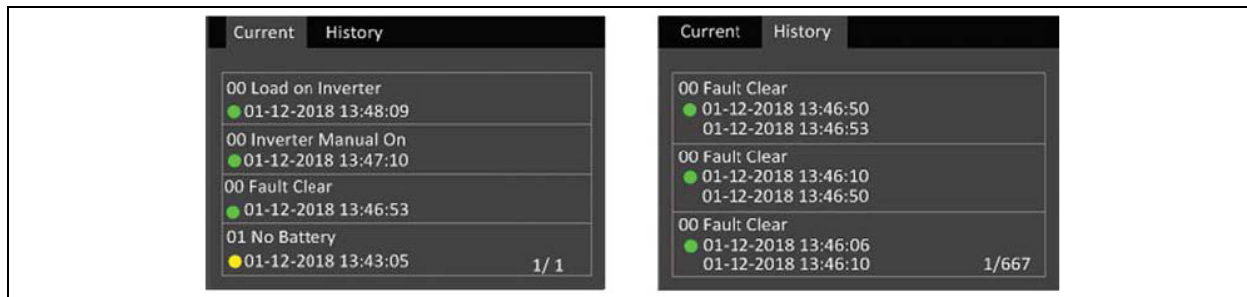 Current History
00 Load on Inverter
01-12-2018 13:48:09
00 Inverter Manual On
01-12-2018 13:47:10
00 Fault Clear
01-12-2018 13:46:53
01 No Battery
01-12-2018 13:43:05 1/ 1
Current History
00 Fault Clear
01-12-2018 13:46:50
01-12-2018 13:46:53
00 Fault Clear
01-12-2018 13:46:10
01-12-2018 13:46:50
00 Fault Clear
01-12-2018 13:46:06
01-12-2018 13:46:10 1/667